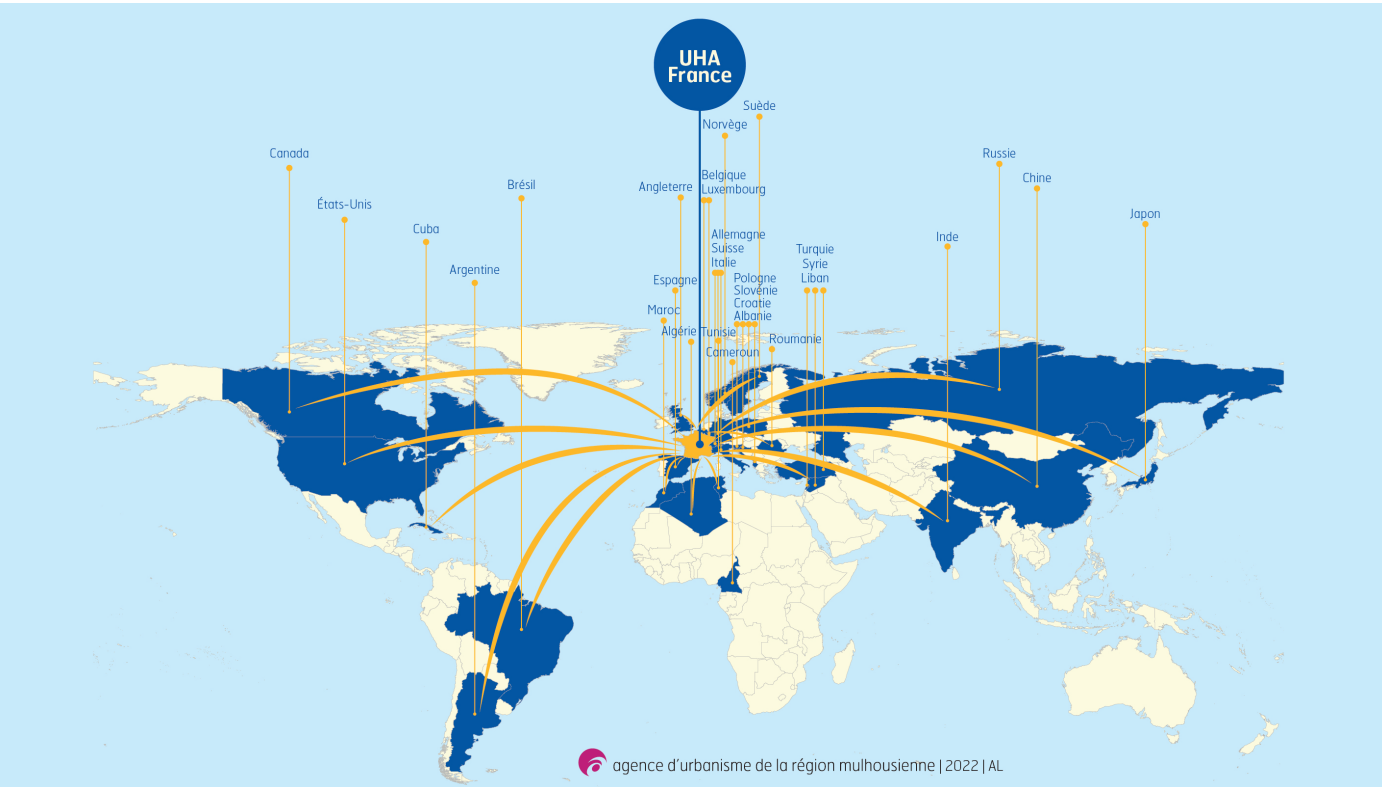 UHA
France
Suède
Norvège
Canada
Russie
Belgique
Luxembourg
Angleterre
Chine
Brésil
États-Unis
Japon
Cuba
Allemagne
Suisse
Italie
Inde
Turquie
Syrie
Liban
Argentine
Espagne
Pologne
Slovénie
Croatie
Albanie
Maroc
Algérie
Tunisie
Roumanie
Cameroun
agence d'urbanisme de la région mulhousienne | 2022 | AL